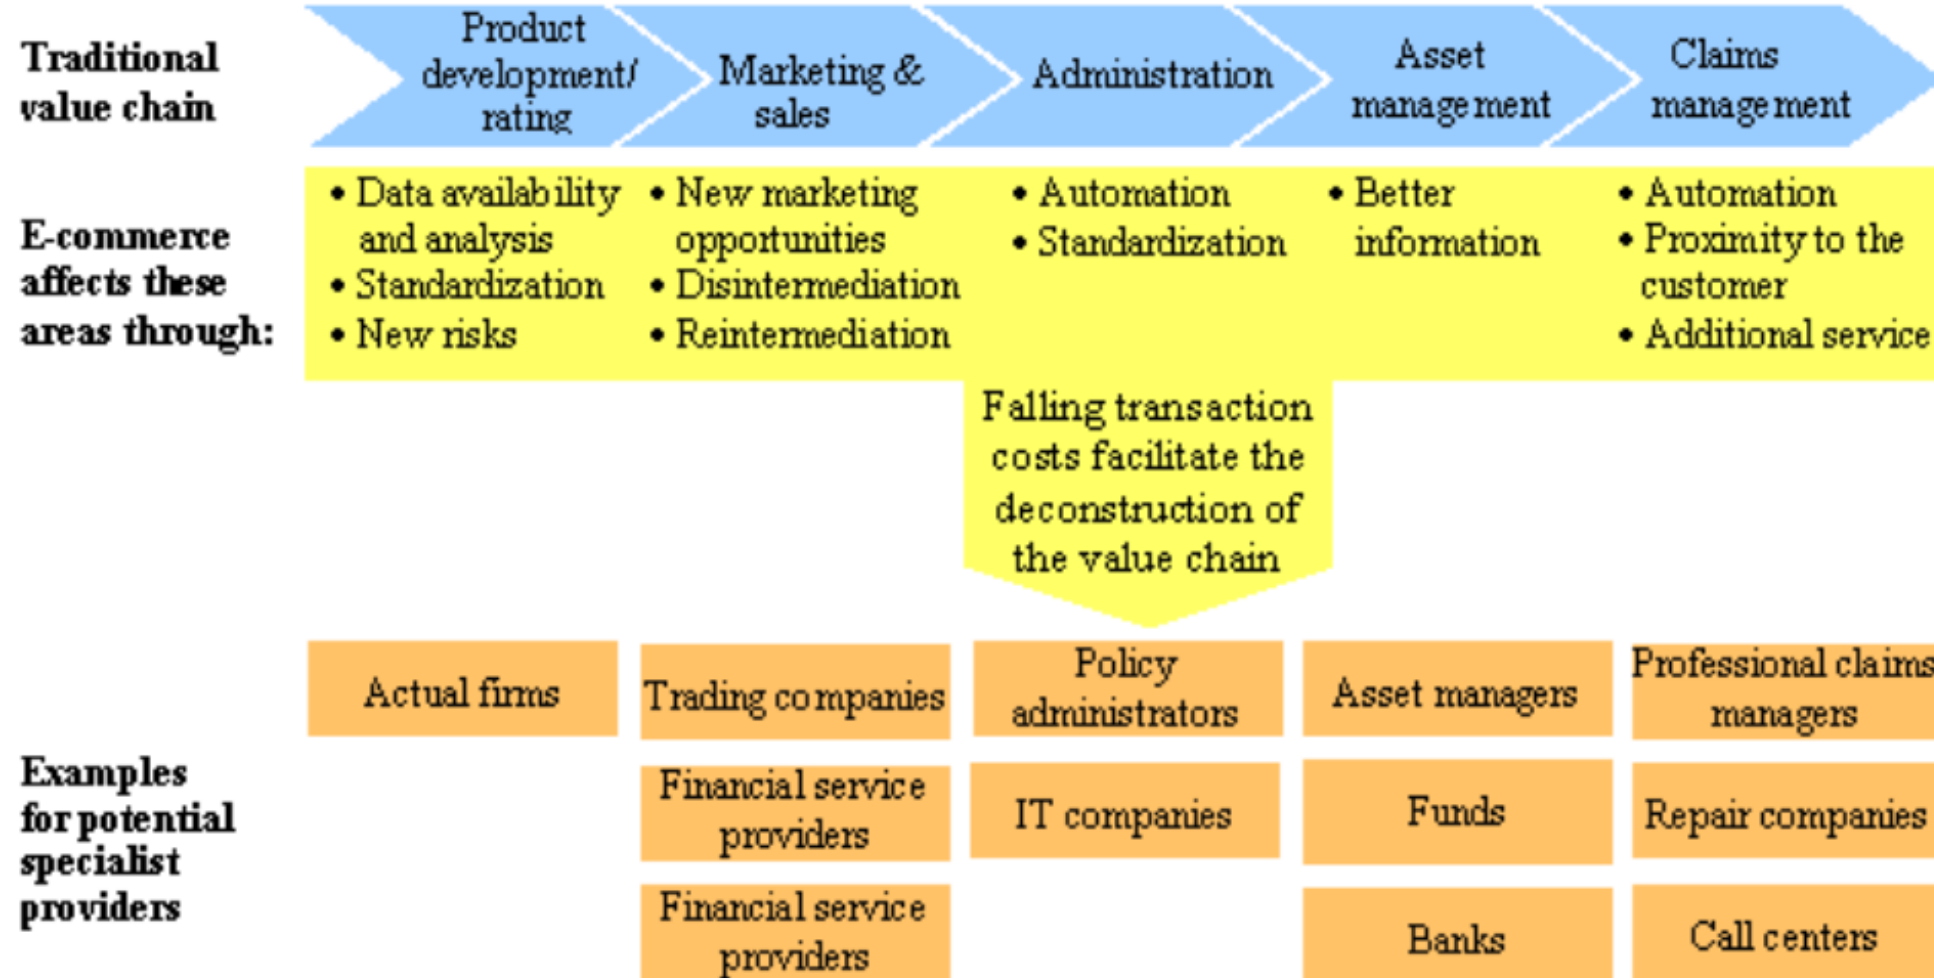 Traditional
value chain
Product
development/
rating
Marketing &
sales
Administration
Asset
management
Claims
management
E-commerce
affects these
areas through:
• Data availability
and analysis
• Standardization
• New risks
• New marketing
opportunities
• Disintermediation
• Reintermediation
• Automation
• Standardization
• Better
information
• Automation
• Proximity to the
customer
• Additional service
Falling transaction
costs facilitate the
deconstruction of
the value chain
Examples
for potential
specialist
providers
Actual firms
Trading companies
Financial service
providers
Financial service
providers
Policy
administrators
IT companies
Asset managers
Funds
Banks
Professional claims
managers
Repair companies
Call centers